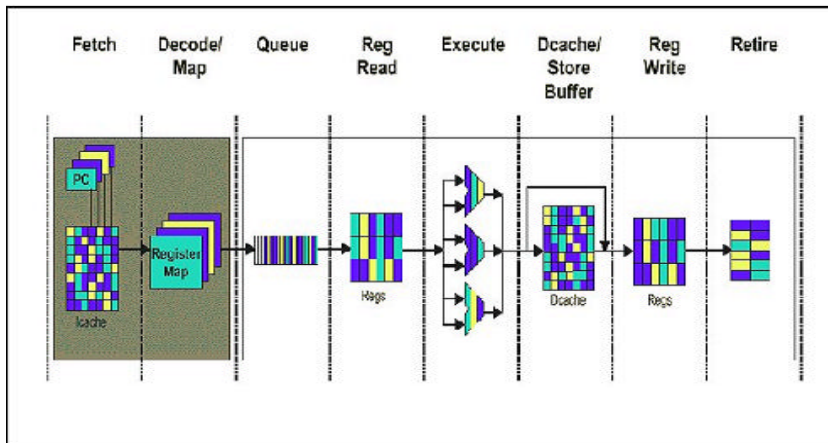 Fetch
Decode/
Map
Queue
Reg
Read
Execute
Dcache/
Store
Buffer
Reg
Write
Retire
PC
Register
Map
Icache
Regs
Dcache
Regs